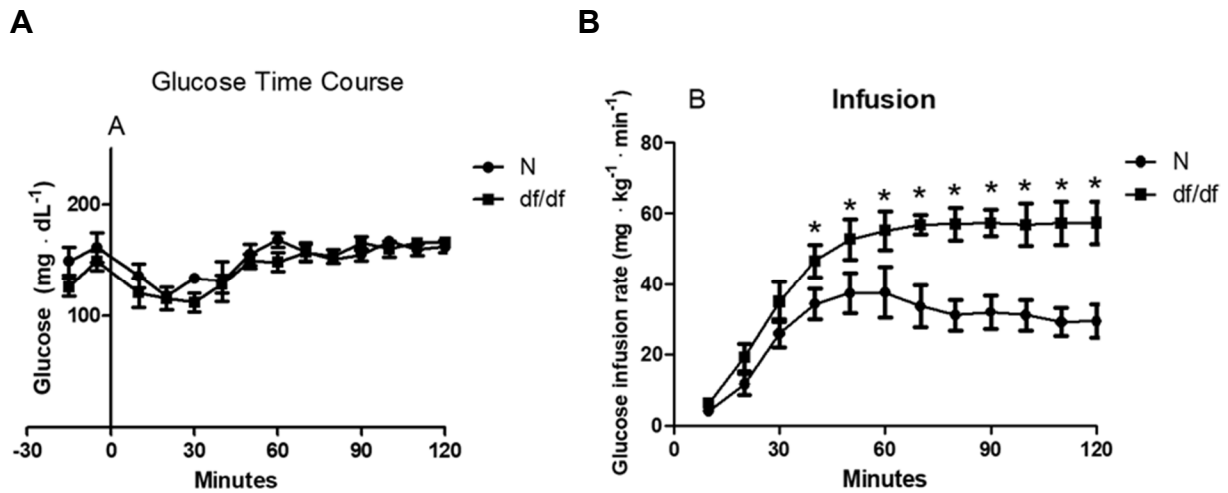 A
Glucose Time Course
A
N
df/df
Glucose (mg · dL-1)
200
100
-30 0 30 60 90 120
Minutes
B
B
Infusion
N
df/df
Glucose infusion rate (mg · kg-1 · min-1)
80
60
40
20
0
* * * * * * * * *
0 30 60 90 120
Minutes